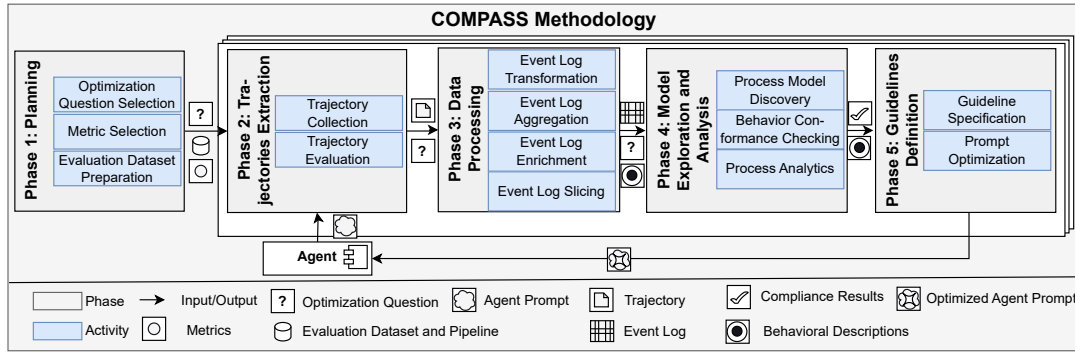 COMPASS Methodology
Phase 1: Planning
Optimization
Question Selection
Metric Selection
Evaluation Dataset
Preparation
?
Phase 2: Tra-
jectories Extraction
Trajectory
Collection
Trajectory
Evaluation
?
Phase 3: Data
Processing
Event Log
Transformation
Event Log
Aggregation
Event Log
Enrichment
Event Log Slicing
?
Phase 4: Model
Exploration and
Analysis
Process Model
Discovery
Behavior Con-
formance Checking
Process Analytics
Phase 5: Guidelines
Definition
Guideline
Specification
Prompt
Optimization
Agent
Phase
Input/Output
?
Optimization Question
Agent Prompt
Trajectory
Compliance Results
Optimized Agent Prompt
Activity
Metrics
Evaluation Dataset and Pipeline
Event Log
Behavioral Descriptions